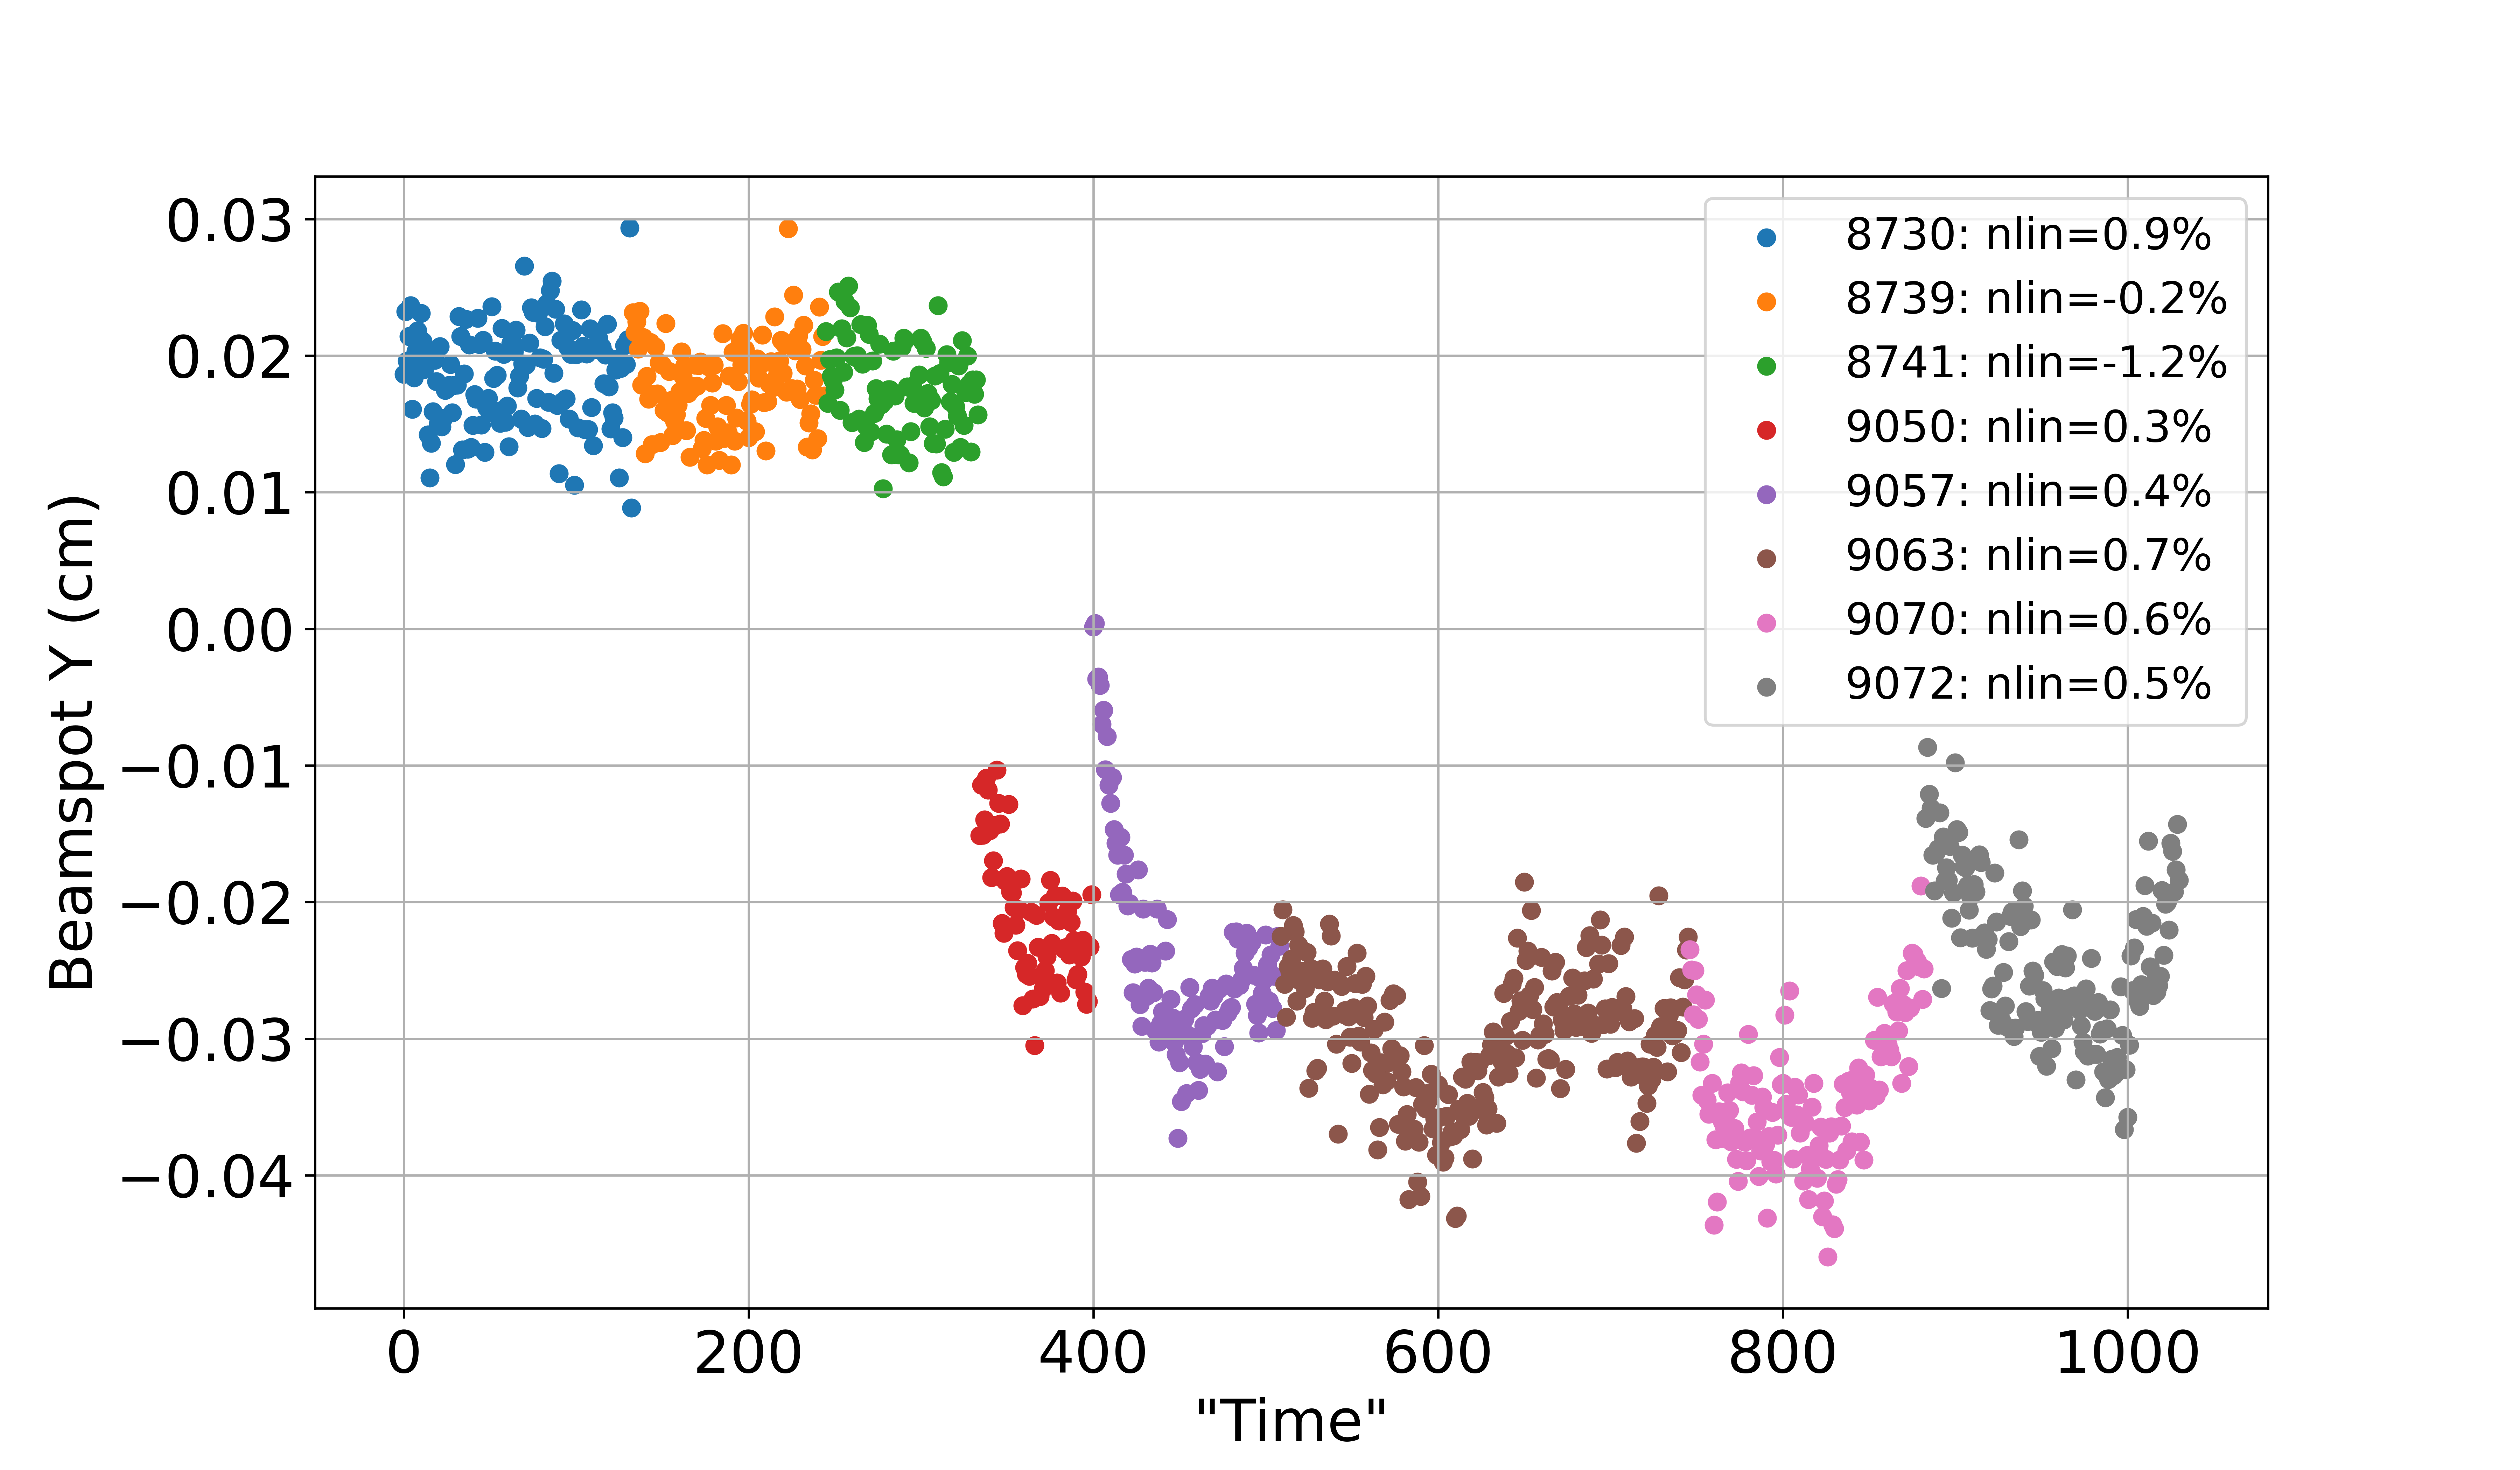 0.03
0.02
0.01
0.00
−0.01
−0.02
−0.03
−0.04
Beamspot Y (cm)
8730: nlin=0.9%
8739: nlin=-0.2%
8741: nlin=-1.2%
9050: nlin=0.3%
9057: nlin=0.4%
9063: nlin=0.7%
9070: nlin=0.6%
9072: nlin=0.5%
0 200 400 600 800 1000
"Time"